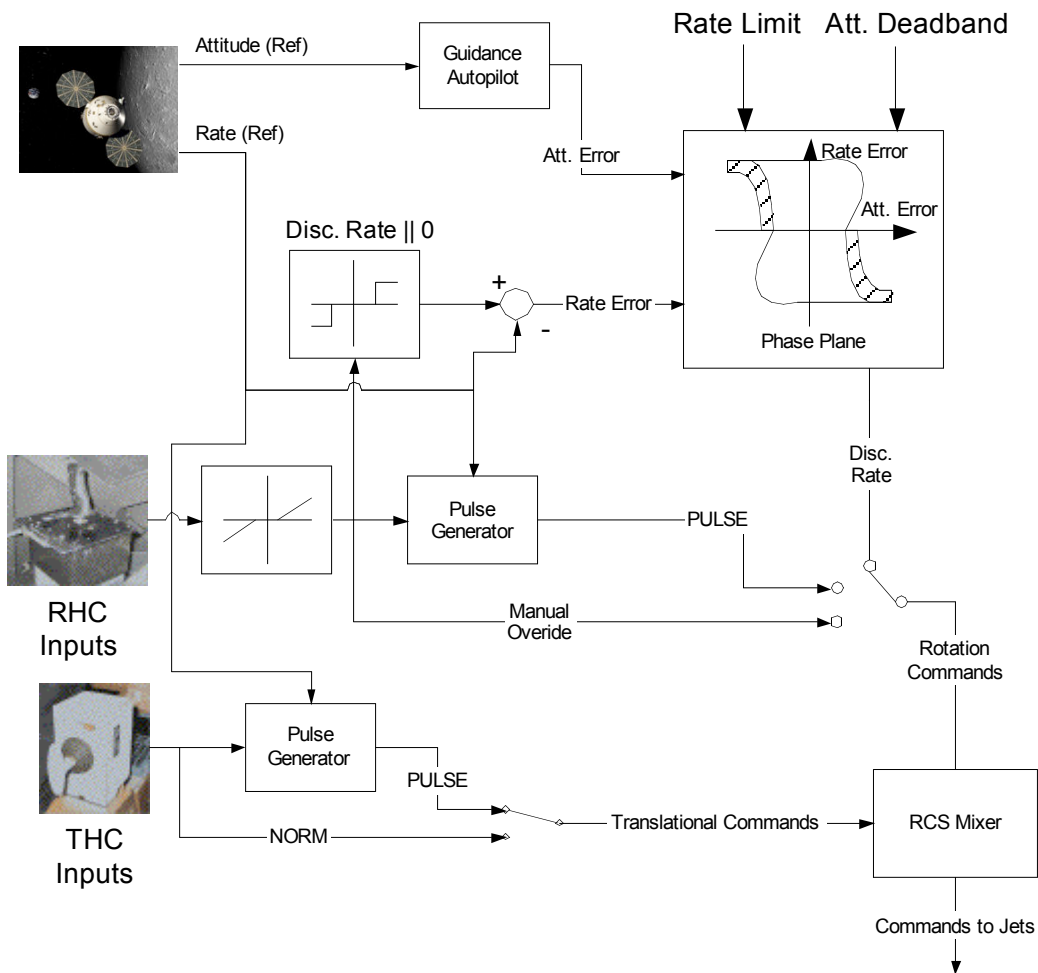 Rate Limit
Att. Deadband
Attitude (Ref)
Guidance
Autopilot
Rate (Ref)
Att. Error
Rate Error
Att. Error
Phase Plane
Disc. Rate || 0
+
-
Rate Error
Disc.
Rate
Pulse
Generator
PULSE
RHC
Inputs
Manual
Overide
Rotation
Commands
Pulse
Generator
PULSE
NORM
Translational Commands
RCS Mixer
THC
Inputs
Commands to Jets